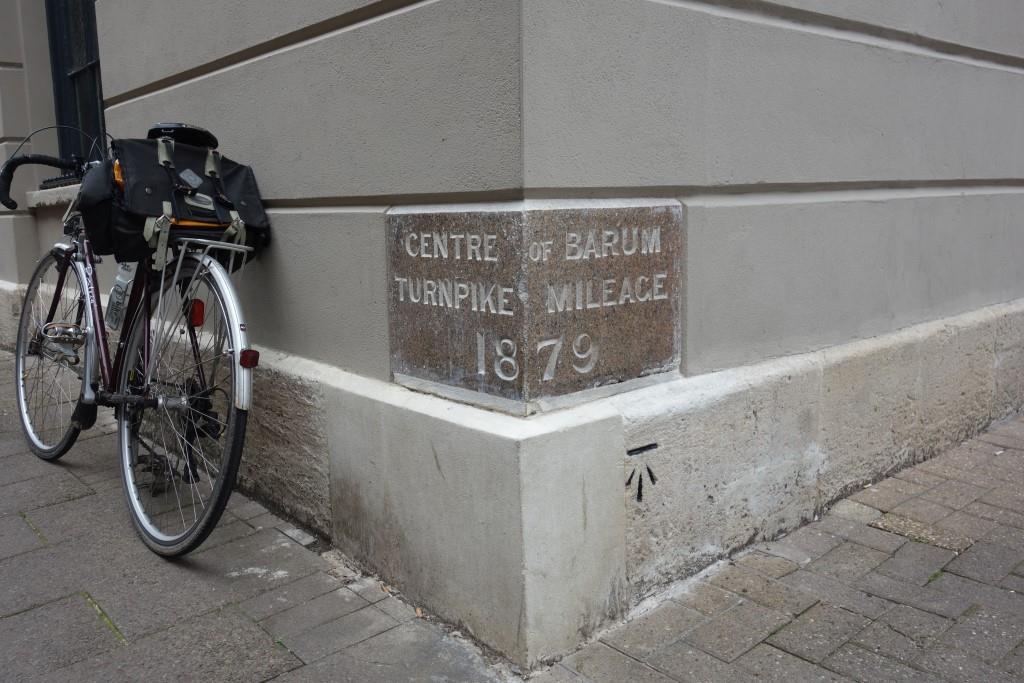 CENTRE OF BARUM
TURNPIKE MILEAGE
1879